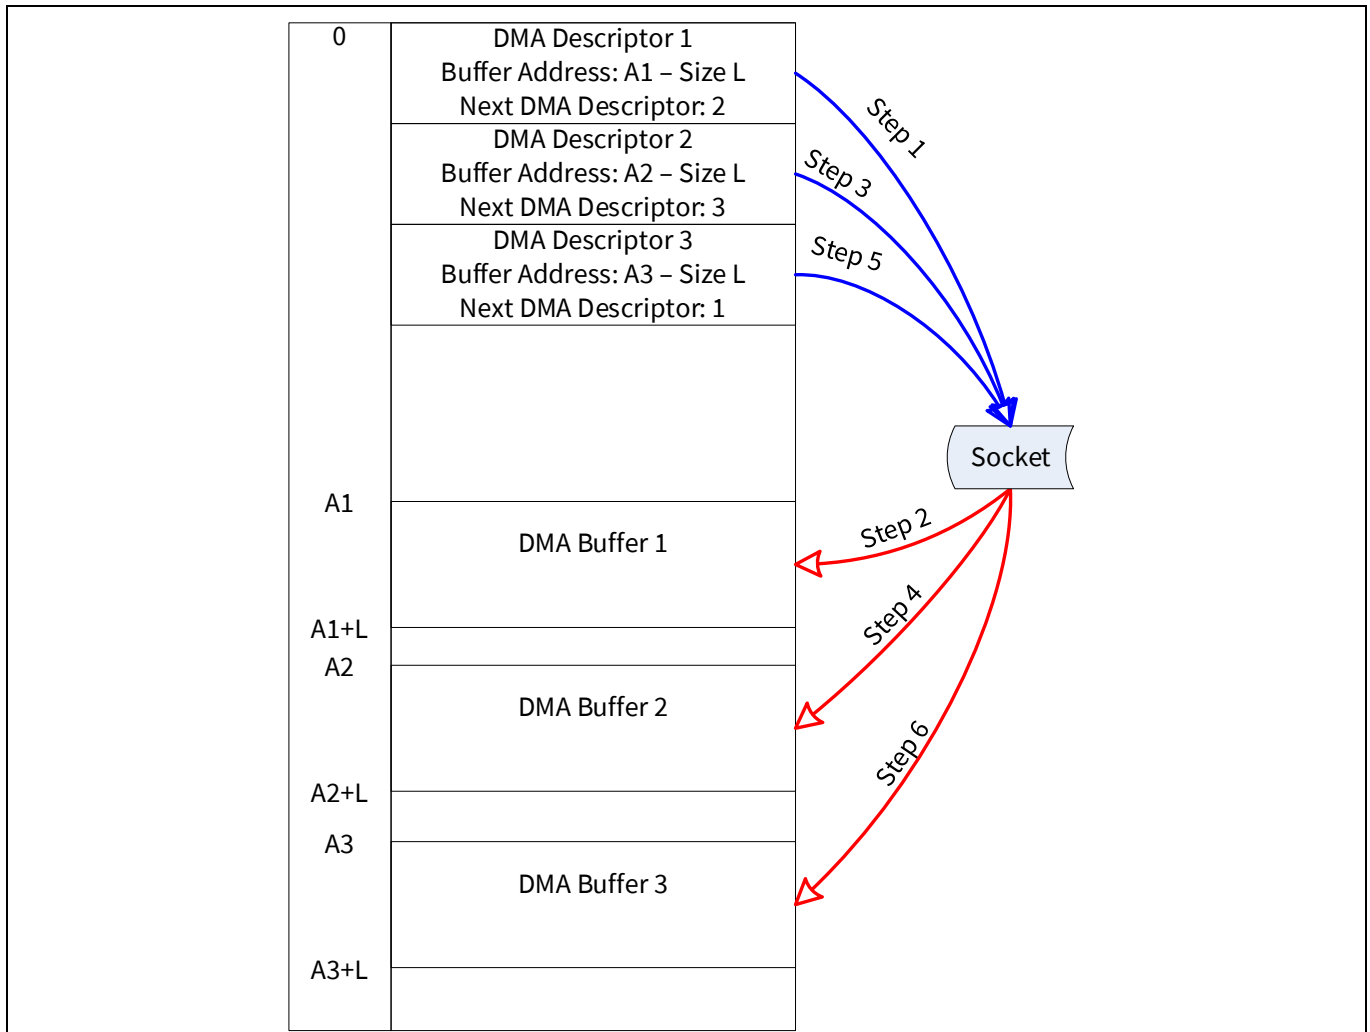 0
DMA Descriptor 1
Buffer Address: A1 – Size L
Next DMA Descriptor: 2
DMA Descriptor 2
Buffer Address: A2 – Size L
Next DMA Descriptor: 3
DMA Descriptor 3
Buffer Address: A3 – Size L
Next DMA Descriptor: 1
Step 1
Step 3
Step 5
Socket
A1
DMA Buffer 1
Step 2
A1+L
Step 4
A2
DMA Buffer 2
Step 6
A2+L
A3
DMA Buffer 3
A3+L